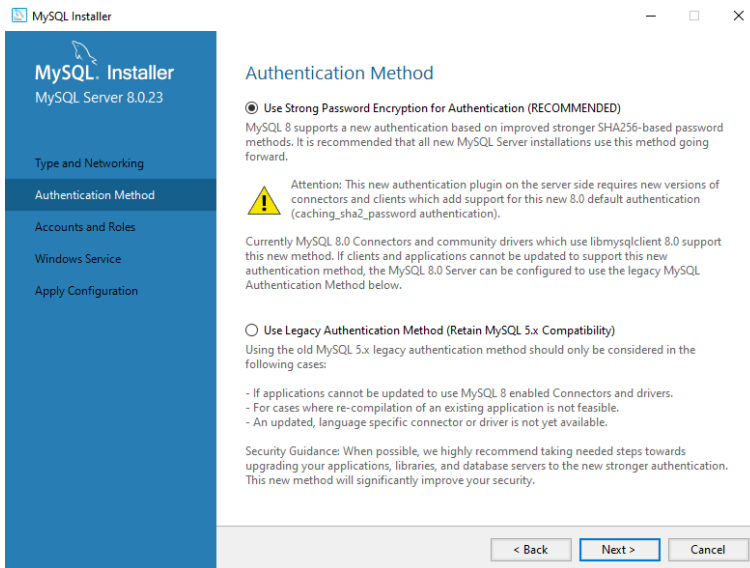 MySQL Installer
MySQL. Installer
MySQL Server 8.0.23
Type and Networking
Authentication Method
Accounts and Roles
Windows Service
Apply Configuration
Authentication Method
Use Strong Password Encryption for Authentication (RECOMMENDED)
MySQL 8 supports a new authentication based on improved stronger SHA256-based password
methods. It is recommended that all new MySQL Server installations use this method going
forward.
Attention: This new authentication plugin on the server side requires new versions of
connectors and clients which add support for this new 8.0 default authentication
(caching_sha2_password authentication).
Currently MySQL 8.0 Connectors and community drivers which use libmysqlclient 8.0 support
this new method. If clients and applications cannot be updated to support this new
authentication method, the MySQL 8.0 Server can be configured to use the legacy MySQL
Authentication Method below.
Use Legacy Authentication Method (Retain MySQL 5.x Compatibility)
Using the old MySQL 5.x legacy authentication method should only be considered in the
following cases:
- If applications cannot be updated to use MySQL 8 enabled Connectors and drivers.
- For cases where re-compilation of an existing application is not feasible.
- An updated, language specific connector or driver is not yet available.
Security Guidance: When possible, we highly recommend taking needed steps towards
upgrading your applications, libraries, and database servers to the new stronger authentication.
This new method will significantly improve your security.
< Back
Next >
Cancel